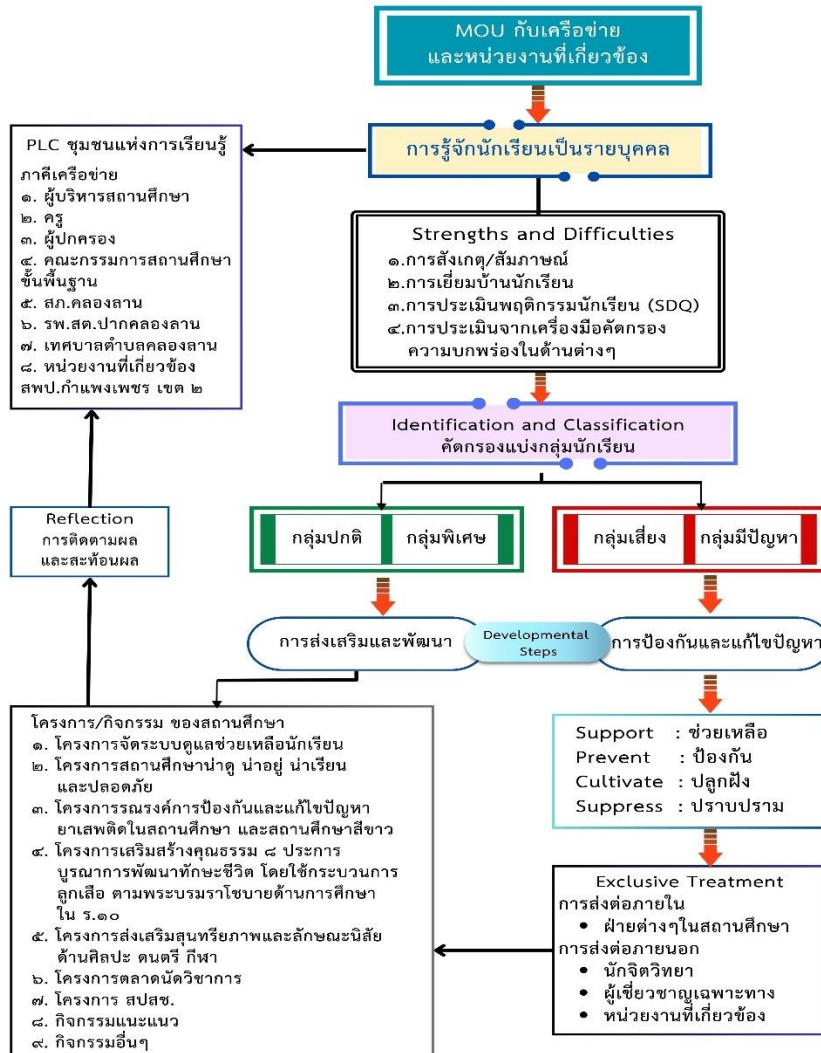 MOU กับเครือข่าย
และหน่วยงานที่เกี่ยวข้อง
การรู้จักนักเรียนเป็นรายบุคคล
PLC ชุมชนแห่งการเรียนรู้
ภาคีเครือข่าย
๑. ผู้บริหารสถานศึกษา
๒. ครู
๓. ผู้ปกครอง
๔. คณะกรรมการสถานศึกษา
ขั้นพื้นฐาน
๕. สภ.คลองลาน
๖. รพ.สต.ปากคลองลาน
๗. เทศบาลตำบลคลองลาน
๘. หน่วยงานที่เกี่ยวข้อง
สพป.กำแพงเพชร เขต ๒
Strengths and Difficulties
๑.การสังเกตุ/สัมภาษณ์
๒.การเยี่ยมบ้านนักเรียน
๓.การประเมินพฤติกรรมนักเรียน (SDQ)
๔.การประเมินจากเครื่องมือคัดกรอง
ความบกพร่องในด้านต่างๆ
Identification and Classification
คัดกรองแบ่งกลุ่มนักเรียน
กลุ่มปกติ
กลุ่มพิเศษ
กลุ่มเสี่ยง
กลุ่มมีปัญหา
Reflection
การติดตามผล
และสะท้อนผล
การส่งเสริมและพัฒนา
Developmental
Steps
การป้องกันและแก้ไขปัญหา
Support : ช่วยเหลือ
Prevent : ป้องกัน
Cultivate : ปลูกฝัง
Suppress : ปราบปราม
โครงการ/กิจกรรม ของสถานศึกษา
๑. โครงการจัดระบบดูแลช่วยเหลือนักเรียน
๒. โครงการสถานศึกษาน่าดู น่าอยู่ น่าเรียน
และปลอดภัย
๓. โครงการรณรงค์การป้องกันและแก้ไขปัญหา
ยาเสพติดในสถานศึกษา และสถานศึกษาสีขาว
๔. โครงการเสริมสร้างคุณธรรม ๘ ประการ
บูรณาการพัฒนาทักษะชีวิต โดยใช้กระบวนการ
ลูกเสือ ตามพระบรมราโชบายด้านการศึกษา
ใน ร.๑๐
๕. โครงการส่งเสริมสุนทรียภาพและลักษณะนิสัย
ด้านศิลปะ ดนตรี กีฬา
๖. โครงการตลาดนัดวิชาการ
๗. โครงการ สปสช.
๘. กิจกรรมแนะแนว
๙. กิจกรรมอื่นๆ
Exclusive Treatment
การส่งต่อภายใน
• ฝ่ายต่างๆในสถานศึกษา
การส่งต่อภายนอก
• นักจิตวิทยา
• ผู้เชี่ยวชาญเฉพาะทาง
• หน่วยงานที่เกี่ยวข้อง